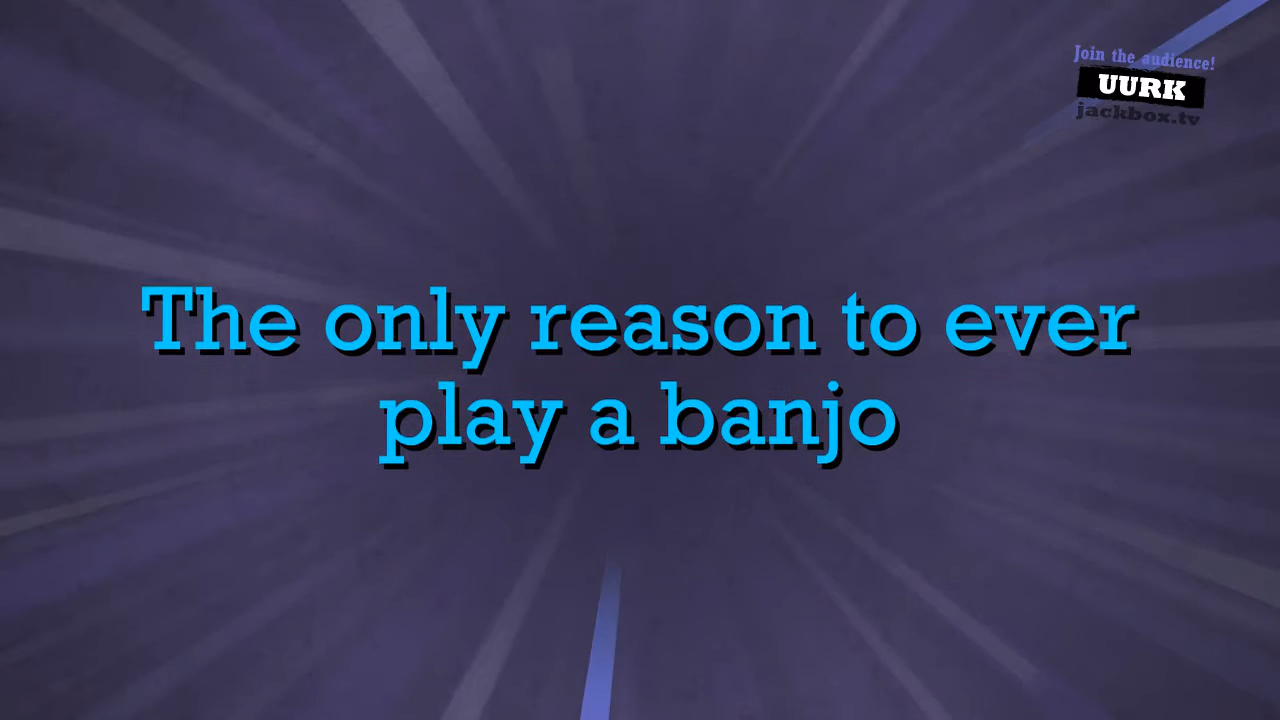 Join the audience!
UURK
jackbox.tv
The only reason to ever
play a banjo